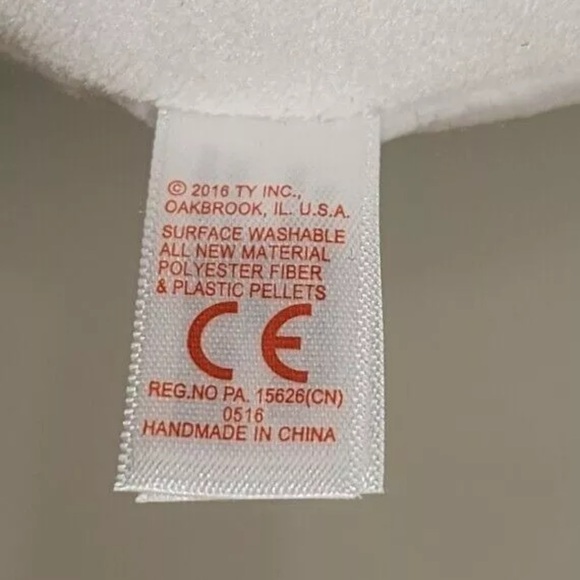 © 2016 TY INC.,
OAKBROOK, IL. U.S.A.
SURFACE WASHABLE
ALL NEW MATERIAL
POLYESTER FIBER
& PLASTIC PELLETS
CE
REG.NO PA. 15626(CN)
0516
HANDMADE IN CHINA